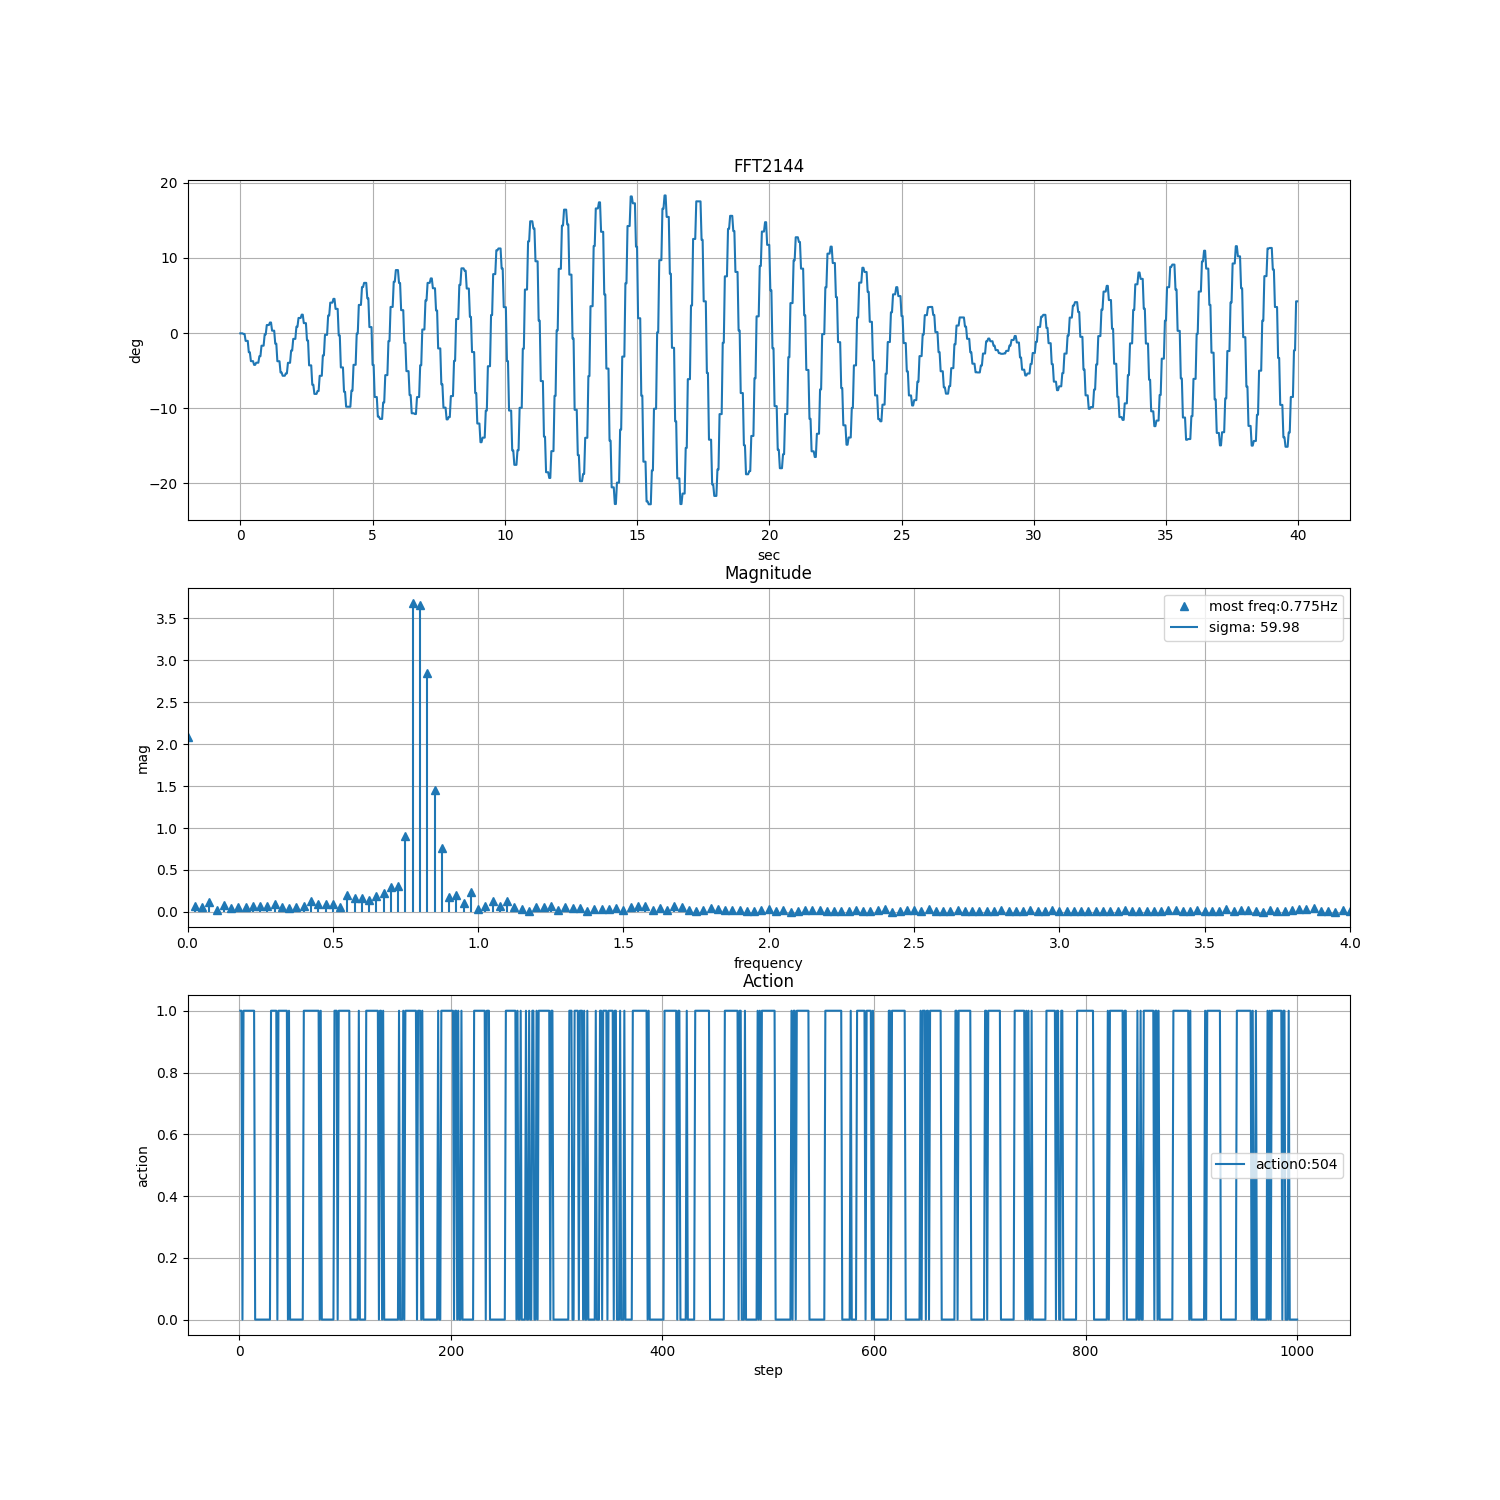 FFT2144
20
10
0
−10
−20
deg
0 5 10 15 20 25 30 35 40
sec
Magnitude
most freq:0.775Hz
sigma: 59.98
3.5
3.0
2.5
2.0
1.5
1.0
0.5
0.0
mag
0.0 0.5 1.0 1.5 2.0 2.5 3.0 3.5 4.0
frequency
Action
1.0
0.8
0.6
0.4
0.2
0.0
action
action0:504
0 200 400 600 800 1000
step